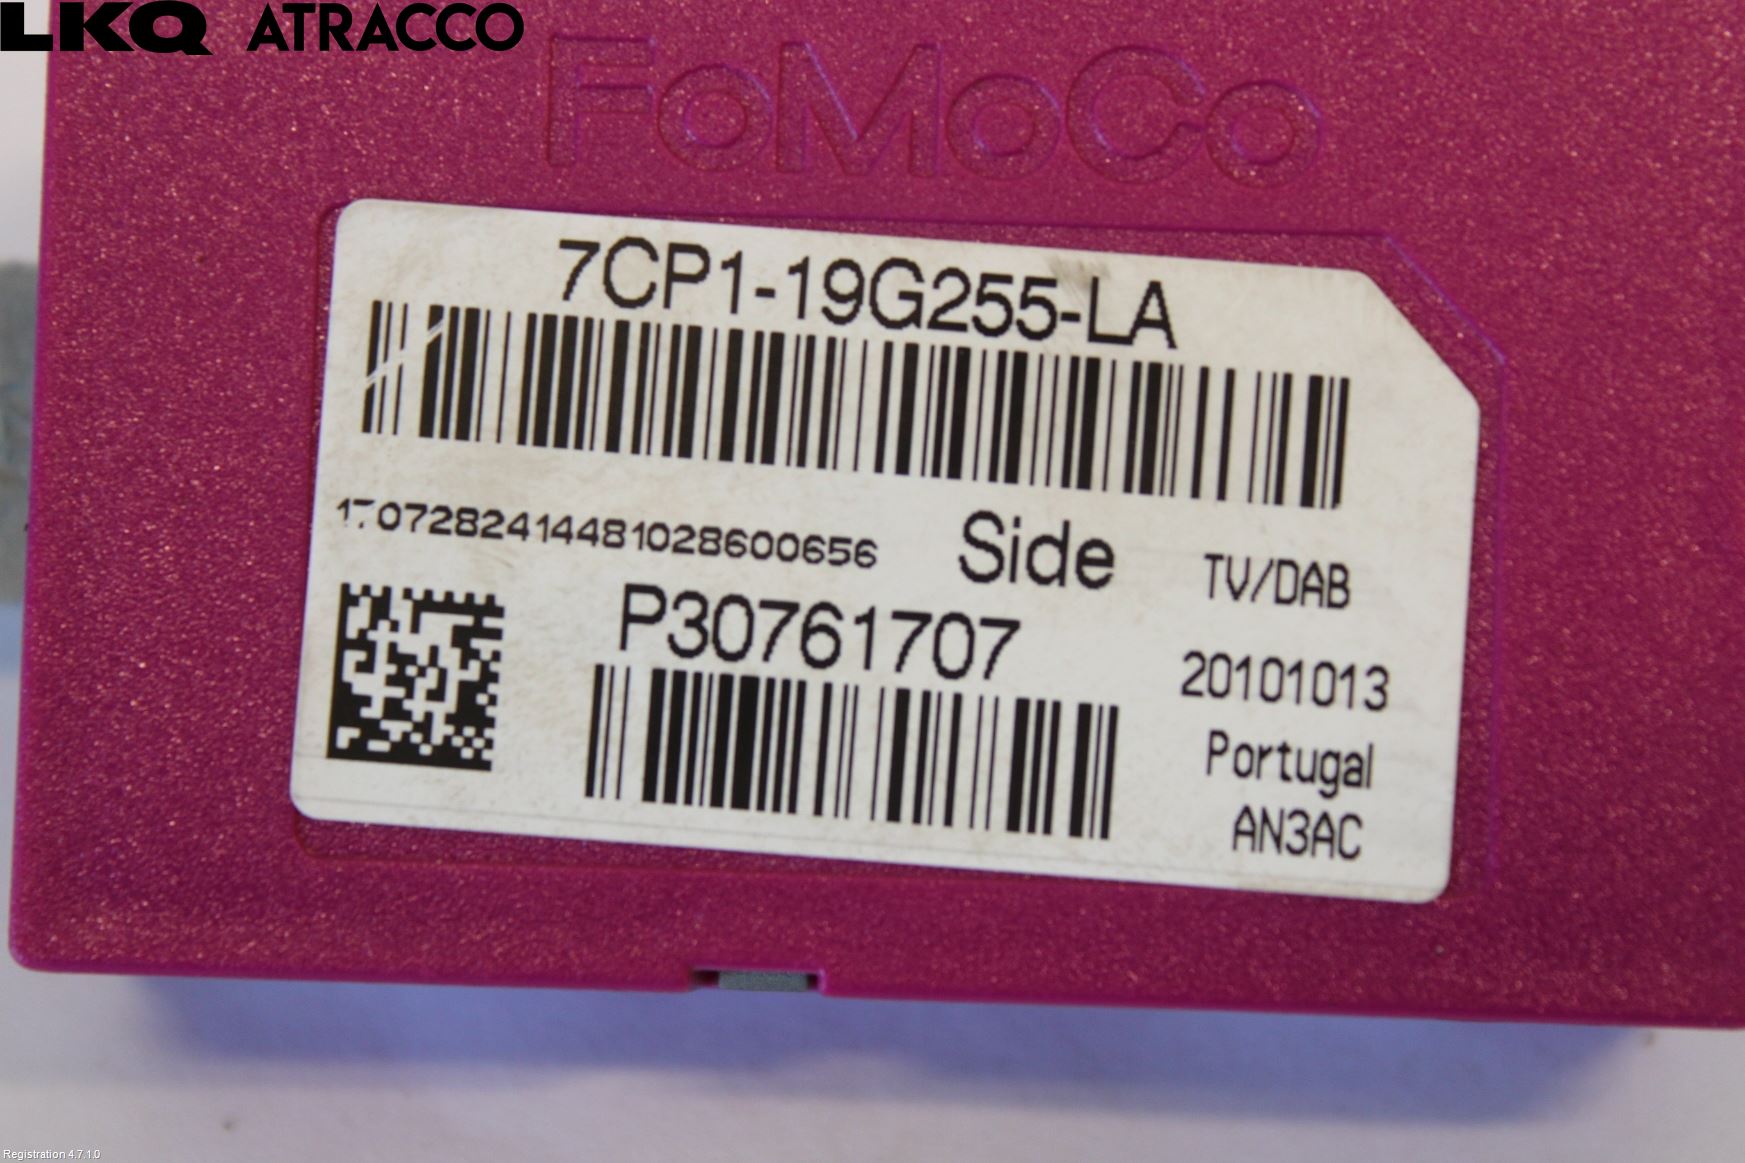 LKQ ATRACCO
FoMoCo
7CP1-19G255-LA
Side
TV/DAB
P30761707
20101013
Portugal
AN3AC
Registration 4.7.1.0